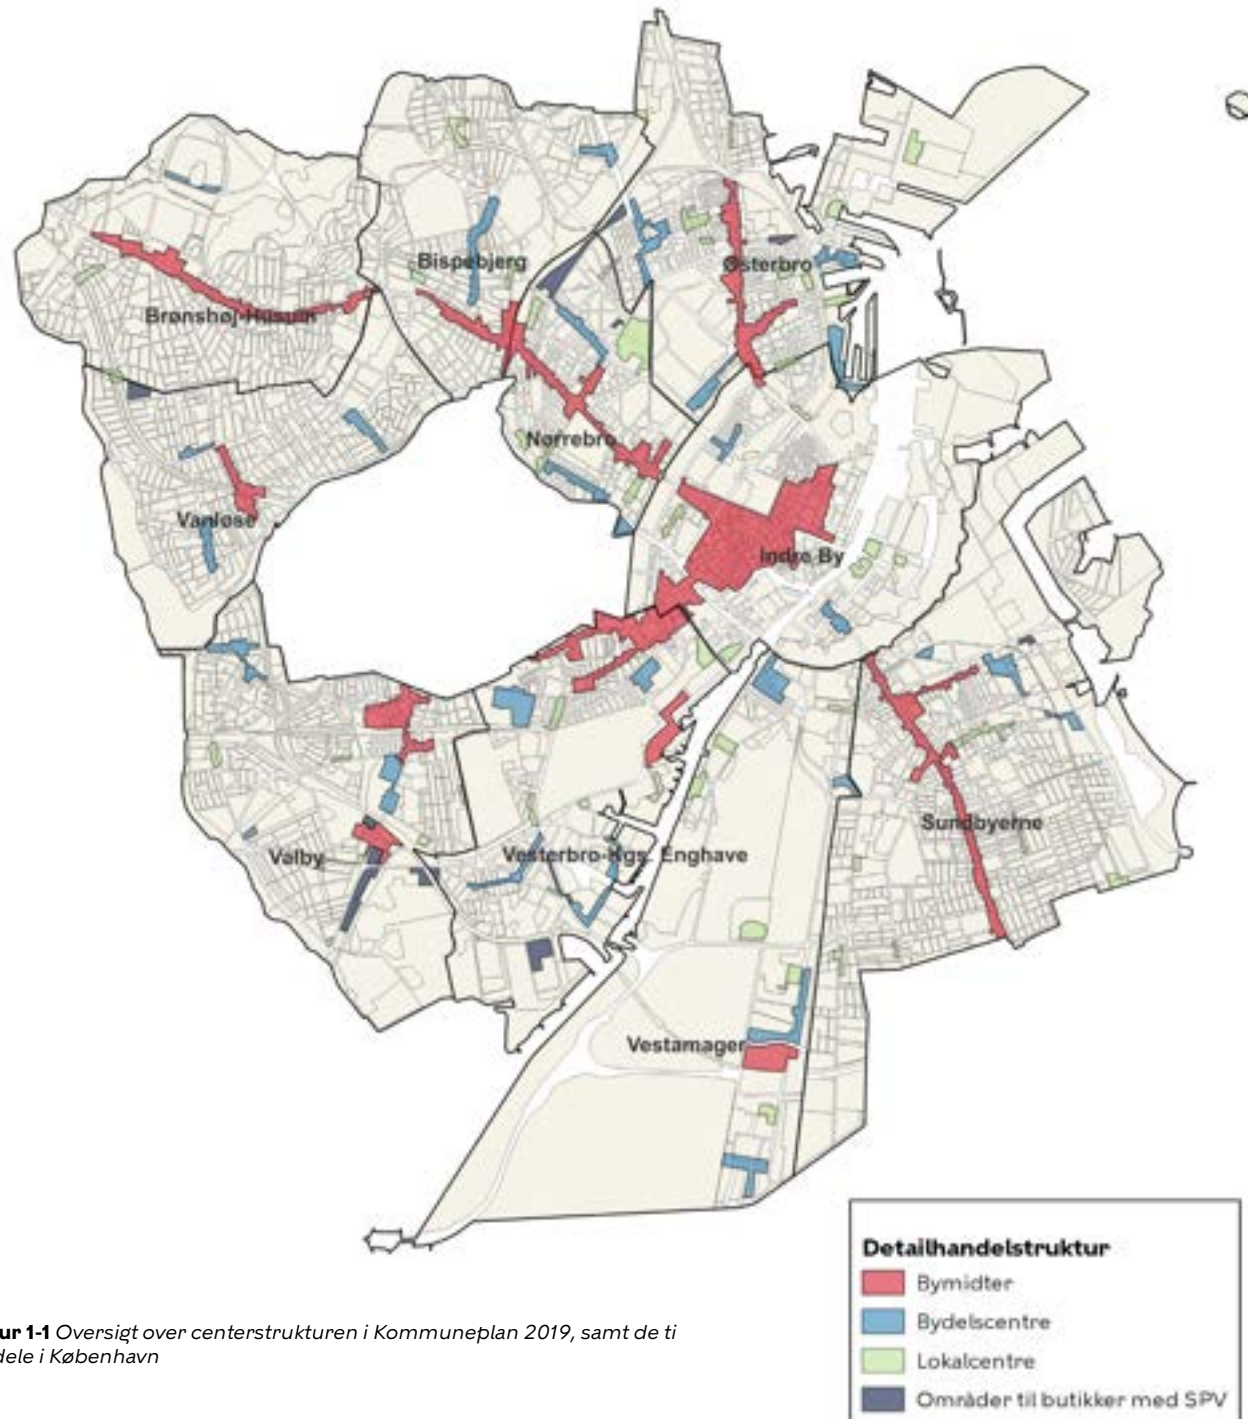 Bispebjerg
Østerbro
Brønshøj-Husum
Nørrebro
Vanløse
Indre By
Sundbyerne
Valby
Vesterbro-Kgs. Enghave
Vestamager
Detailhandelstruktur
Bymidter
Bydelscentre
Lokalcentre
Områder til butikker med SPV
ur 1-1 Oversigt over centerstrukturen i Kommuneplan 2019, samt de ti
dele i København